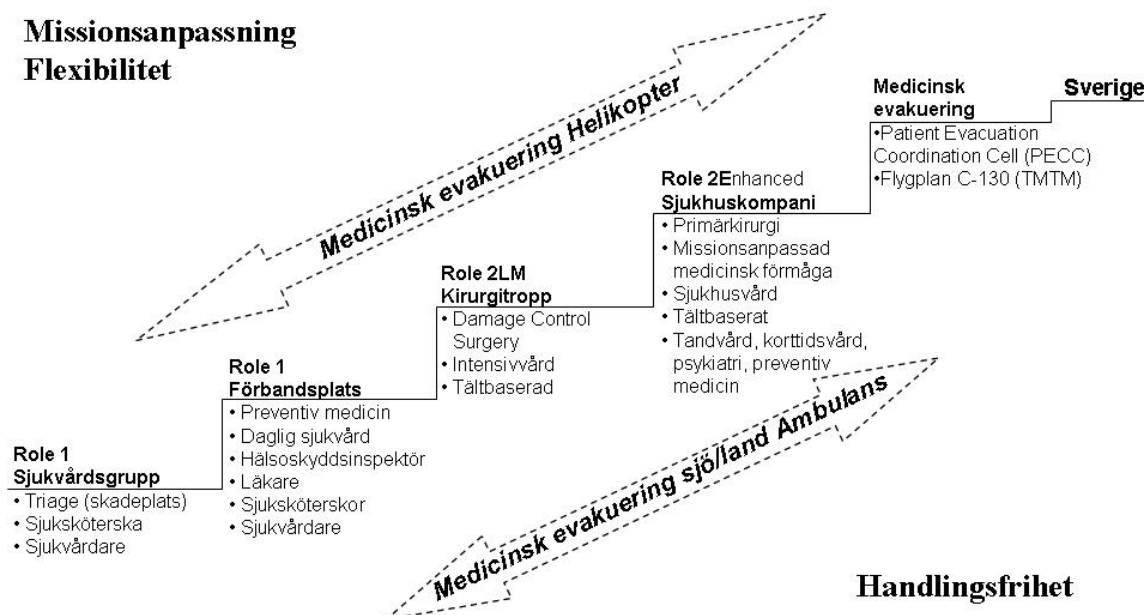 Missionsanpassning
Flexibilitet
Medicinsk evakuering Helikopter
Medicinsk
evakuering
•Patient Evacuation
Coordination Cell (PECC)
•Flygplan C-130 (TMTM)
Sverige
Role 2Enhanced
Sjukhuskompani
• Primärkirurgi
• Missionsanpassad
medicinsk förmåga
• Sjukhusvård
• Tältbaserat
• Tandvård, korttidsvård,
psykiatri, preventiv
medicin
Role 2LM
Kirurgitropp
• Damage Control
Surgery
• Intensivvård
• Tältbaserad
Role 1
Förbandsplats
• Preventiv medicin
• Daglig sjukvård
• Hälsoskyddsinspektör
• Läkare
• Sjuksköterskor
• Sjukvårdare
Role 1
Sjukvårdsgrupp
• Triage (skadeplats)
• Sjuksköterska
• Sjukvårdare
Medicinsk evakuering sjö/land Ambulans
Handlingsfrihet